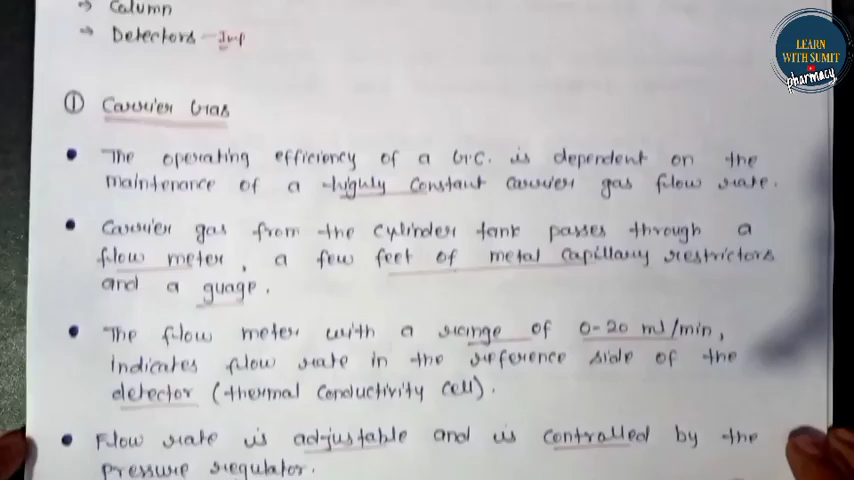 → Column
→ Detectors - Imp
LEARN
WITH SUMIT
pharmacy
① Carrier Gas
• The operating efficiency of a G.C. is dependent on the
maintenance of a highly constant carrier gas flow rate.
• Carrier gas from the cylinder tank passes through a
flow meter, a few feet of metal capillary restrictors
and a guage.
• The flow meter with a range of 0-20 ml/min,
indicates flow rate in the reference side of the
detector (thermal conductivity cell).
• Flow rate is adjustable and is controlled by the
pressure regulator.